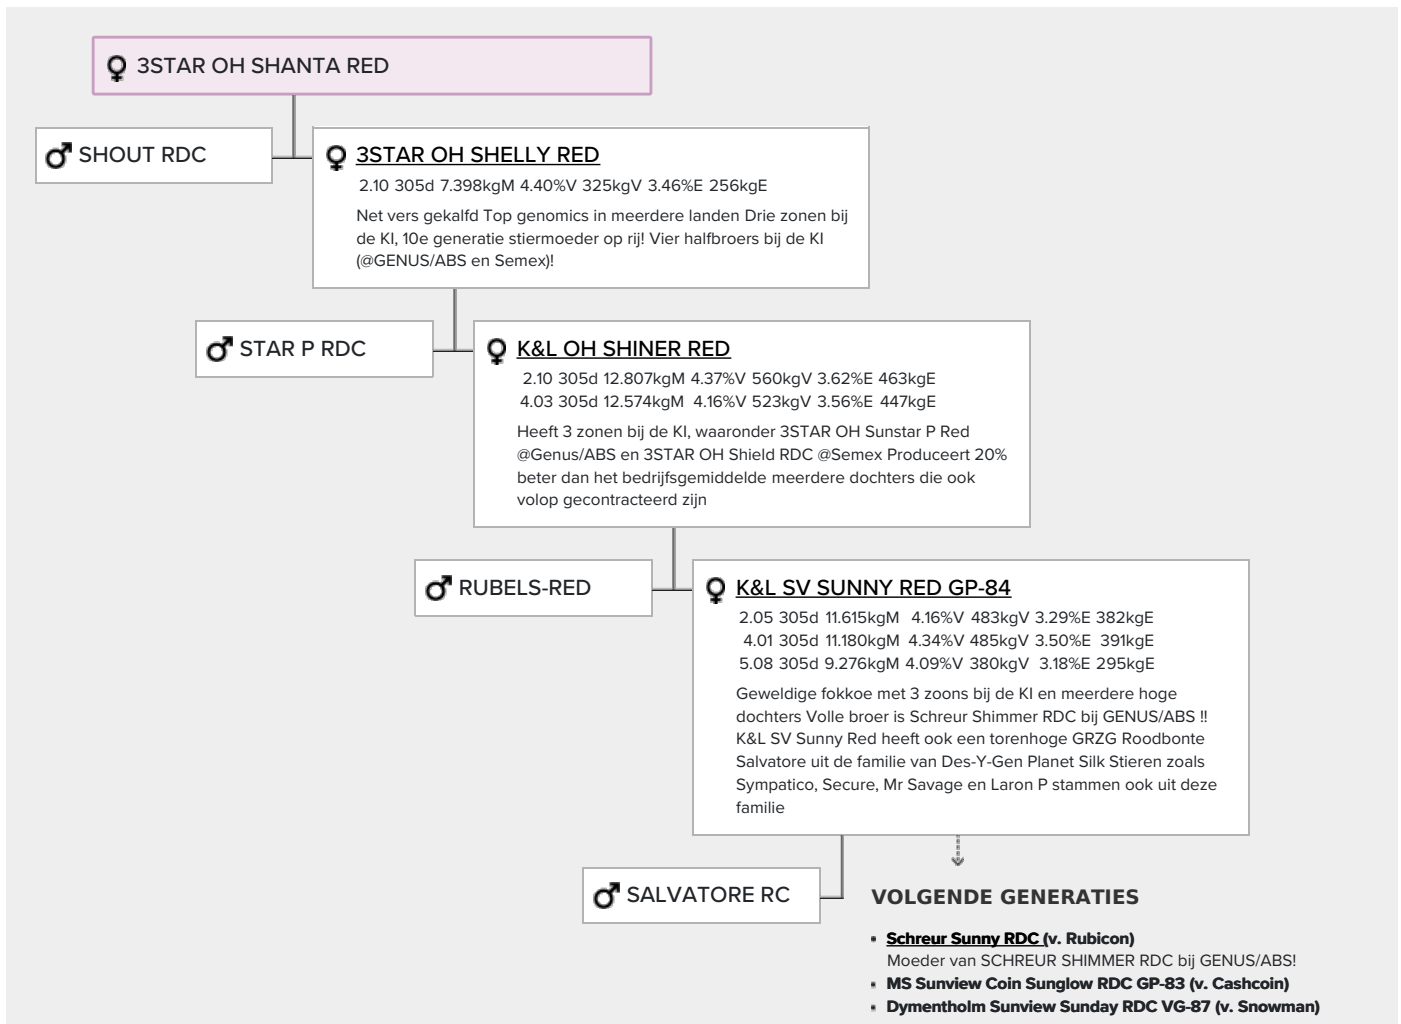 3STAR OH SHANTA RED
SHOUT RDC
3STAR OH SHELLY RED
2.10 305d 7.398kgM 4.40%V 325kgV 3.46%E 256kgE
Net vers gekalfd Top genomics in meerdere landen Drie zonen bij
de KI, 10e generatie stiermoeder op rij! Vier halfbroers bij de KI
(@GENUS/ABS en Semex)!
STAR P RDC
K&L OH SHINER RED
2.10 305d 12.807kgM 4.37%V 560kgV 3.62%E 463kgE
4.03 305d 12.574kgM 4.16%V 523kgV 3.56%E 447kgE
Heeft 3 zonen bij de KI, waaronder 3STAR OH Sunstar P Red
@Genus/ABS en 3STAR OH Shield RDC @Semex Produceert 20%
beter dan het bedrijfsgemiddelde meerdere dochters die ook
volop gecontracteerd zijn
RUBELS-RED
K&L SV SUNNY RED GP-84
2.05 305d 11.615kgM 4.16%V 483kgV 3.29%E 382kgE
4.01 305d 11.180kgM 4.34%V 485kgV 3.50%E 391kgE
5.08 305d 9.276kgM 4.09%V 380kgV 3.18%E 295kgE
Geweldige fokkoe met 3 zoons bij de KI en meerdere hoge
dochters Volle broer is Schreur Shimmer RDC bij GENUS/ABS !!
K&L SV Sunny Red heeft ook een torenhoge GRZG Roodbonte
Salvatore uit de familie van Des-Y-Gen Planet Silk Stieren zoals
Sympatico, Secure, Mr Savage en Laron P stammen ook uit deze
familie
SALVATORE RC
VOLGENDE GENERATIES
▪ Schreur Sunny RDC (v. Rubicon)
Moeder van SCHREUR SHIMMER RDC bij GENUS/ABS!
▪ MS Sunview Coin Sunglow RDC GP-83 (v. Cashcoin)
▪ Dymentholm Sunview Sunday RDC VG-87 (v. Snowman)